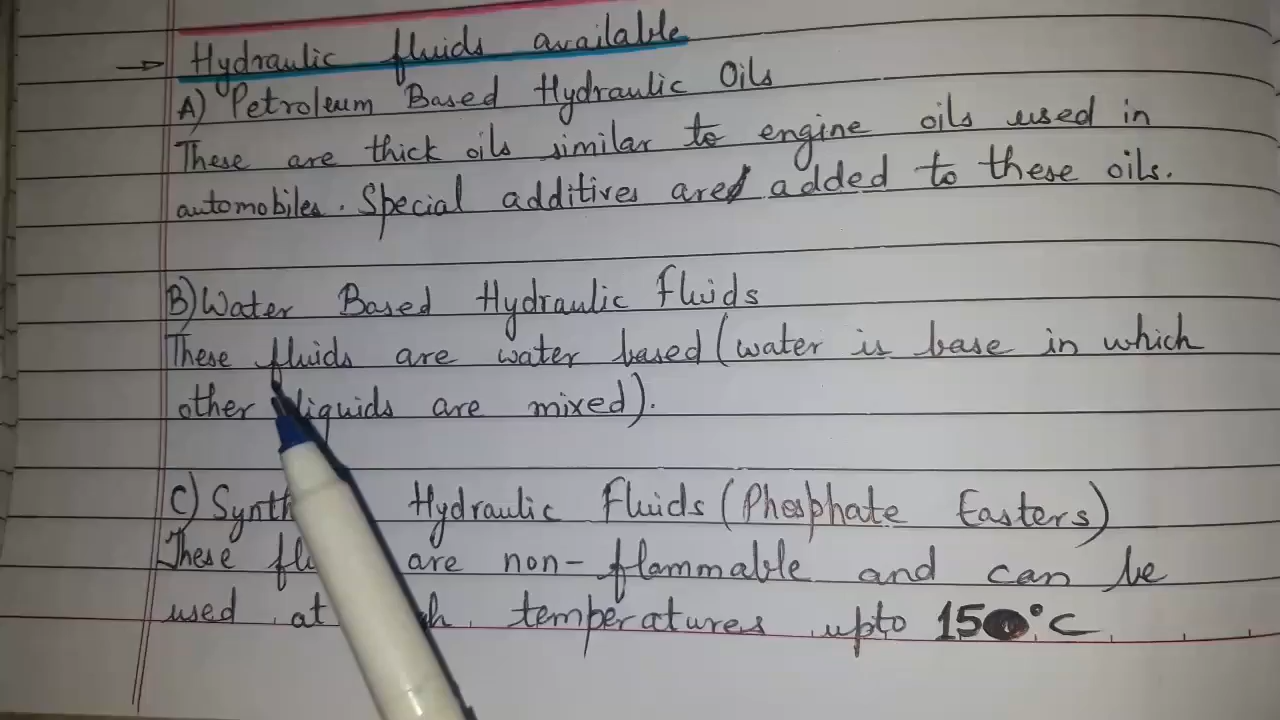 → Hydraulic fluids available
A) Petroleum Based Hydraulic Oils
These are thick oils similar to engine oils used in
automobiles. Special additives are added to these oils.
B) Water Based Hydraulic Fluids
These fluids are water based (water is base in which
other liquids are mixed).
C) Synth Hydraulic Fluids (Phosphate Easters)
These are non-flammable and can be
used at temperatures upto 150°C